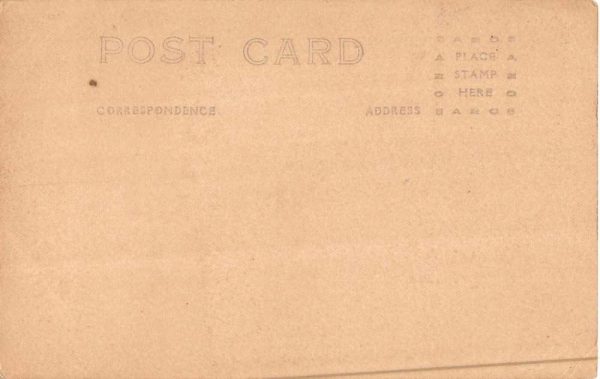 POST CARD
PLACE
STAMP
HERE
CORRESPONDENCE ADDRESS